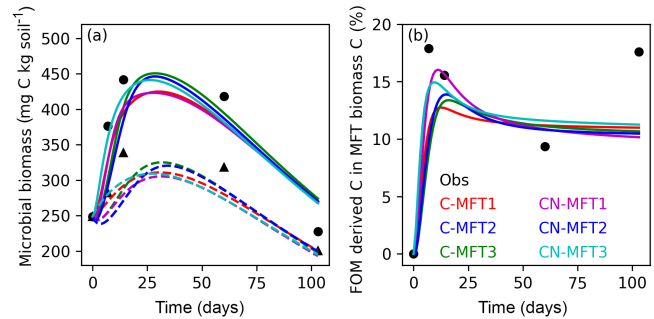 (a)
Microbial biomass (mg C kg soil⁻¹)
500
450
400
350
300
250
200
0
25
50
75
100
Time (days)
(b)
FOM derived C in MFT biomass C (%)
20
15
10
5
0
Obs
C-MFT1
CN-MFT1
C-MFT2
CN-MFT2
C-MFT3
CN-MFT3
0
25
50
75
100
Time (days)